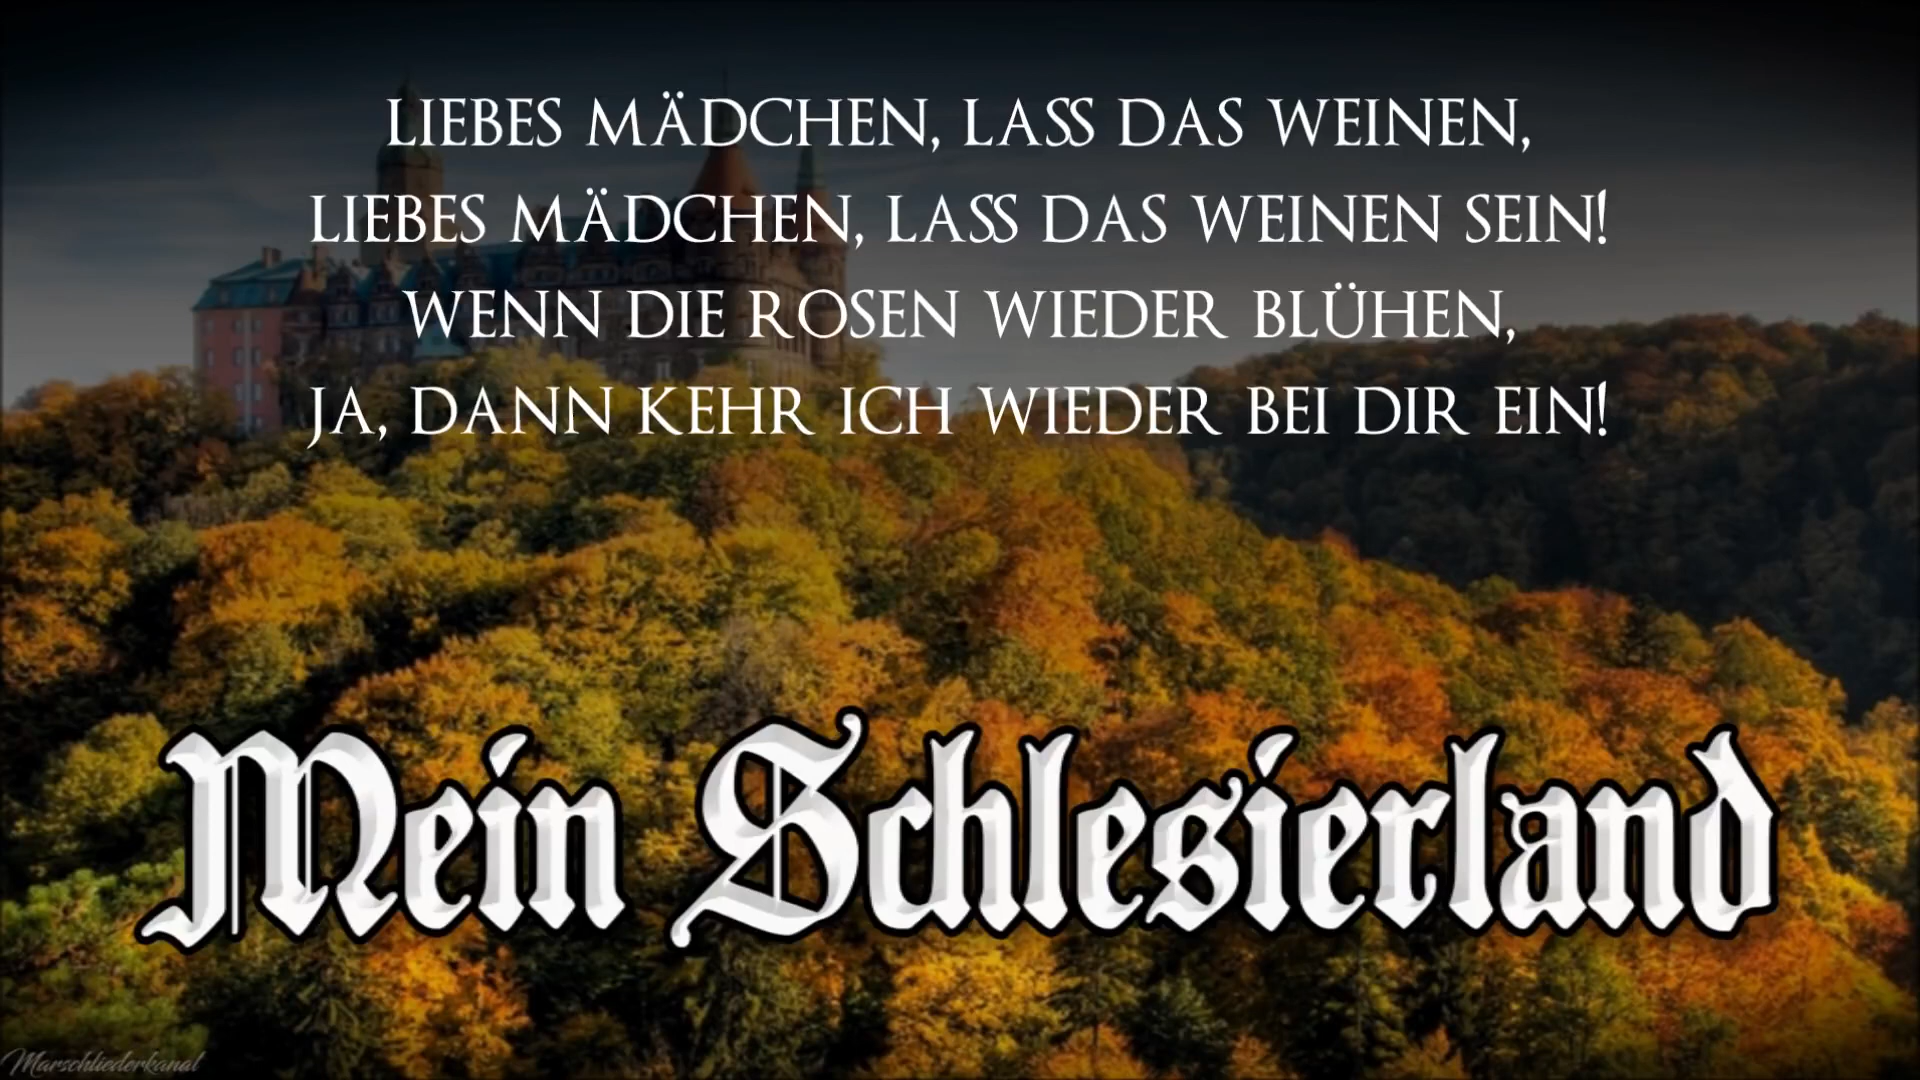 LIEBES MÄDCHEN, LASS DAS WEINEN,
LIEBES MÄDCHEN, LASS DAS WEINEN SEIN!
WENN DIE ROSEN WIEDER BLÜHEN,
JA, DANN KEHR ICH WIEDER BEI DIR EIN!
Mein Schlesierland
Marschliederkanal